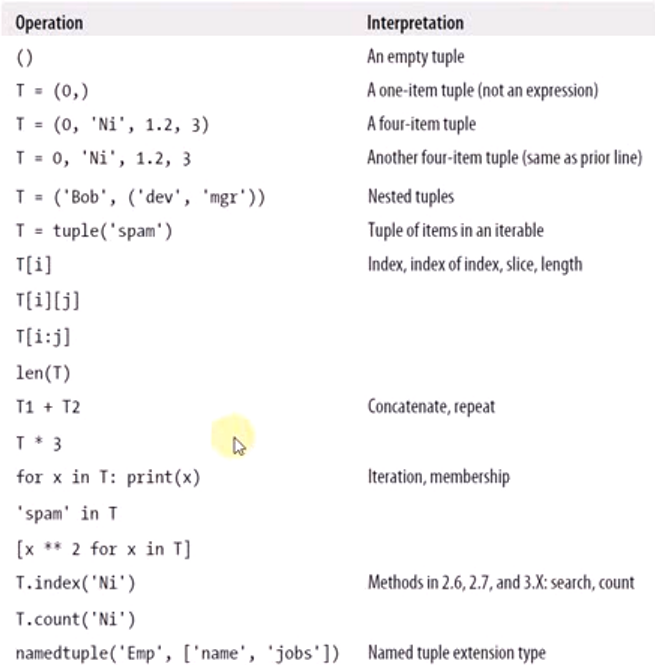 Operation Interpretation
() An empty tuple
T = (0,) A one-item tuple (not an expression)
T = (0, 'Ni', 1.2, 3) A four-item tuple
T = 0, 'Ni', 1.2, 3 Another four-item tuple (same as prior line)
T = ('Bob', ('dev', 'mgr')) Nested tuples
T = tuple('spam') Tuple of items in an iterable
T[i] Index, index of index, slice, length
T[i][j]
T[i:j]
len(T)
T1 + T2 Concatenate, repeat
T * 3
for x in T: print(x) Iteration, membership
'spam' in T
[x ** 2 for x in T]
T.index('Ni') Methods in 2.6, 2.7, and 3.X: search, count
T.count('Ni')
namedtuple('Emp', ['name', 'jobs']) Named tuple extension type